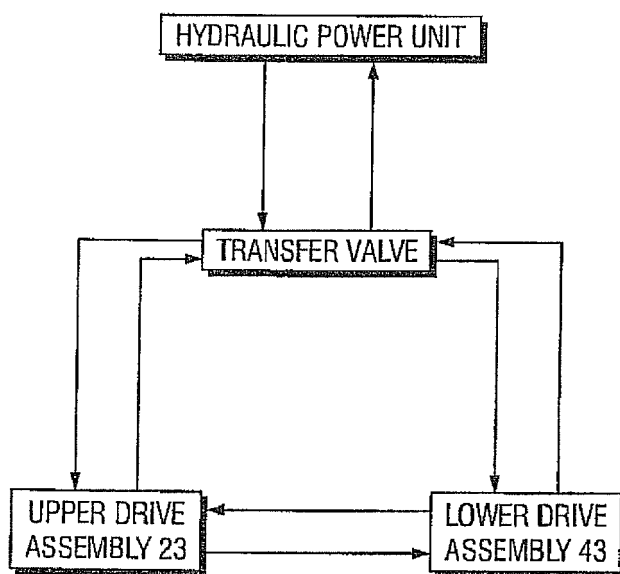 HYDRAULIC POWER UNIT
TRANSFER VALVE
UPPER DRIVE
ASSEMBLY 23
LOWER DRIVE
ASSEMBLY 43